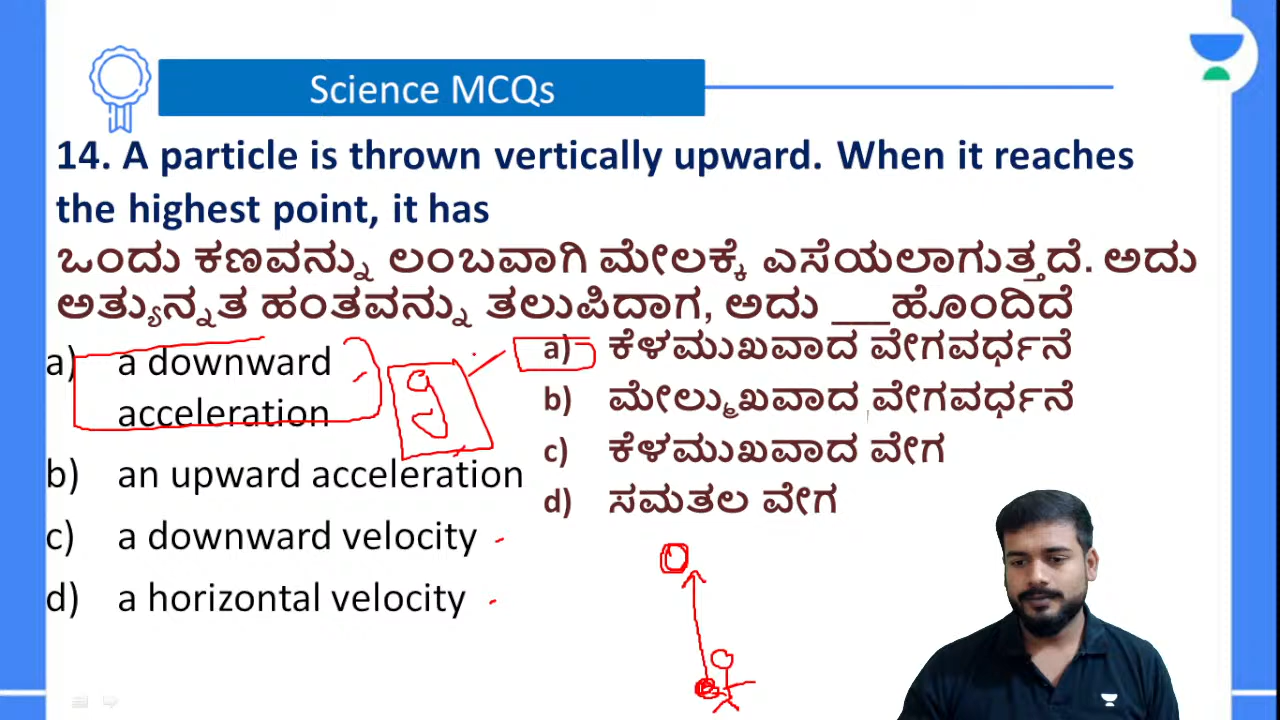 Science MCQs
14. A particle is thrown vertically upward. When it reaches
the highest point, it has
ಒಂದು ಕಣವನ್ನು ಲಂಬವಾಗಿ ಮೇಲಕ್ಕೆ ಎಸೆಯಲಾಗುತ್ತದೆ. ಅದು
ಅತ್ಯುನ್ನತ ಹಂತವನ್ನು ತಲುಪಿದಾಗ, ಅದು __ಹೊಂದಿದೆ
a) a downward
acceleration
b) an upward acceleration
c) a downward velocity
d) a horizontal velocity
a) ಕೆಳಮುಖವಾದ ವೇಗವರ್ಧನೆ
b) ಮೇಲ್ಮುಖವಾದ ವೇಗವರ್ಧನೆ
c) ಕೆಳಮುಖವಾದ ವೇಗ
d) ಸಮತಲ ವೇಗ
g